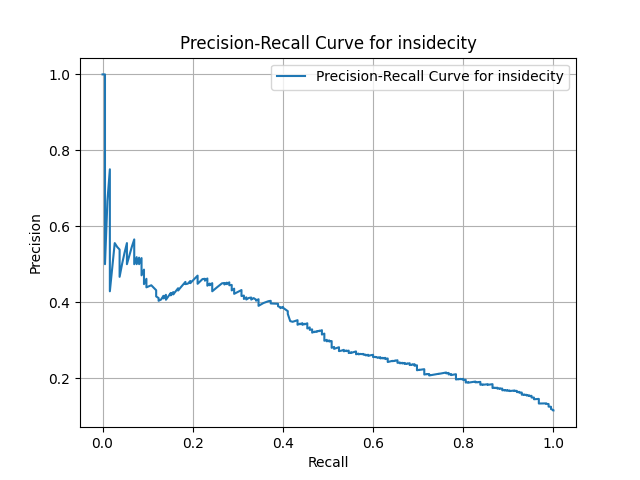 Precision-Recall Curve for insidecity
Precision-Recall Curve for insidecity
1.0
0.8
0.6
0.4
0.2
Precision
0.0 0.2 0.4 0.6 0.8 1.0
Recall